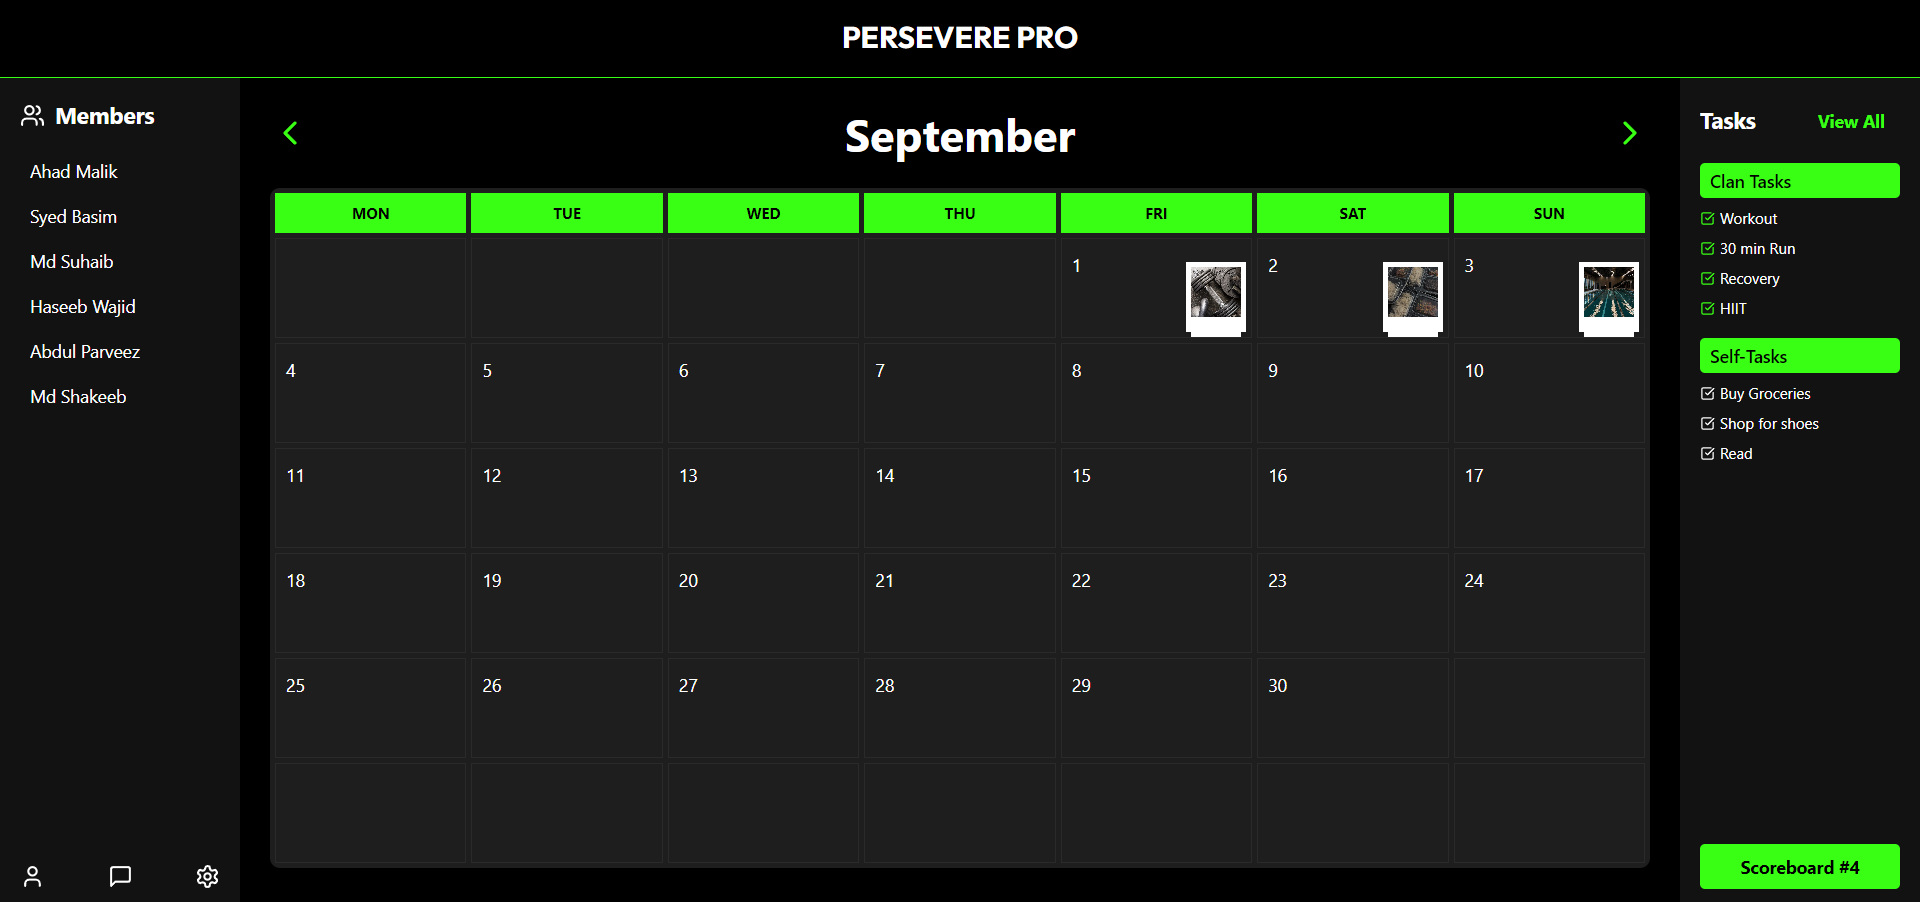 PERSEVERE PRO
Members
Ahad Malik
Syed Basim
Md Suhaib
Haseeb Wajid
Abdul Parveez
Md Shakeeb
September
MON TUE WED THU FRI SAT SUN
1 2 3
4 5 6 7 8 9 10
11 12 13 14 15 16 17
18 19 20 21 22 23 24
25 26 27 28 29 30
Tasks View All
Clan Tasks
Workout
30 min Run
Recovery
HIIT
Self-Tasks
Buy Groceries
Shop for shoes
Read
Scoreboard #4